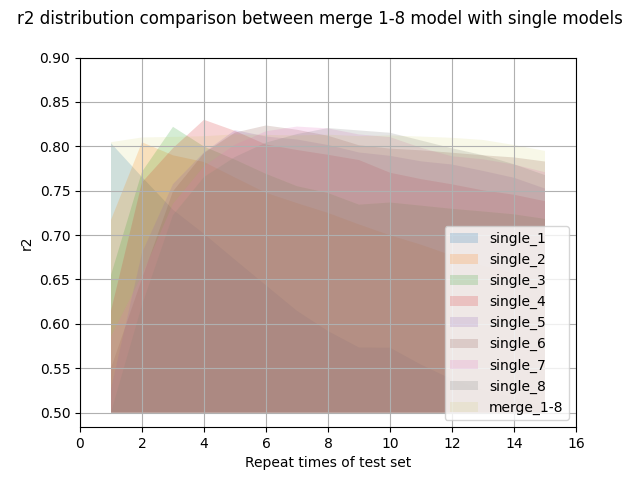 r2 distribution comparison between merge 1-8 model with single models
0.90
0.85
0.80
0.75
0.70
0.65
0.60
0.55
0.50
r2
0 2 4 6 8 10 12 14 16
Repeat times of test set
single_1
single_2
single_3
single_4
single_5
single_6
single_7
single_8
merge_1-8